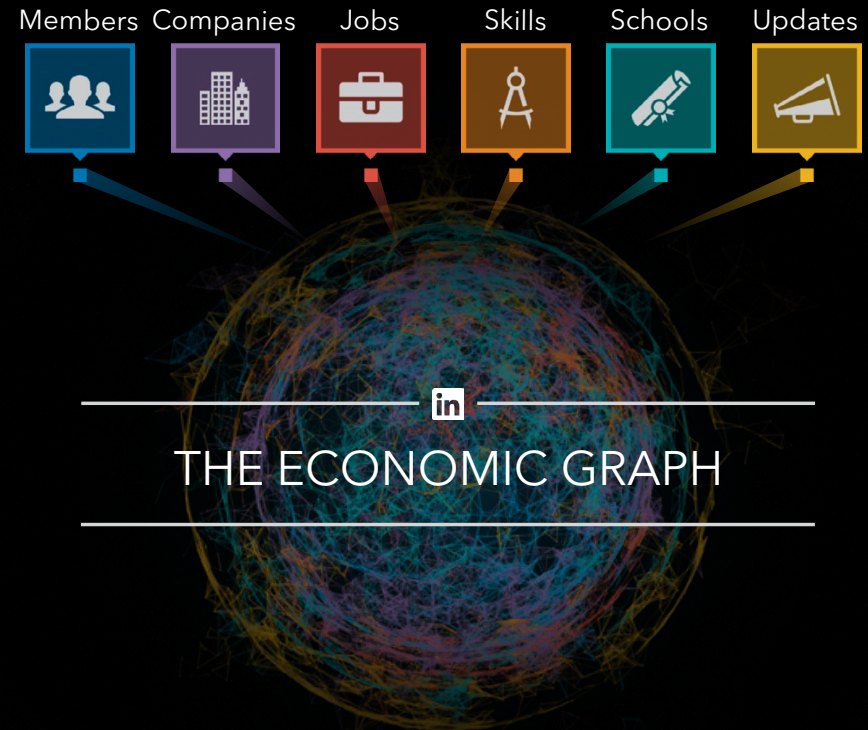 Members Companies Jobs Skills Schools Updates
in
THE ECONOMIC GRAPH